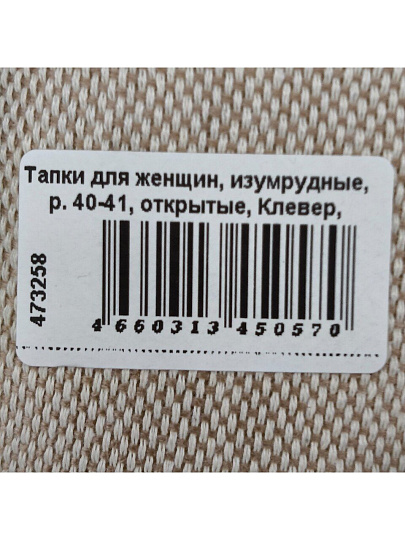 Тапки для женщин, изумрудные,
р. 40-41, открытые, Клевер,
473258
4 660313 450570